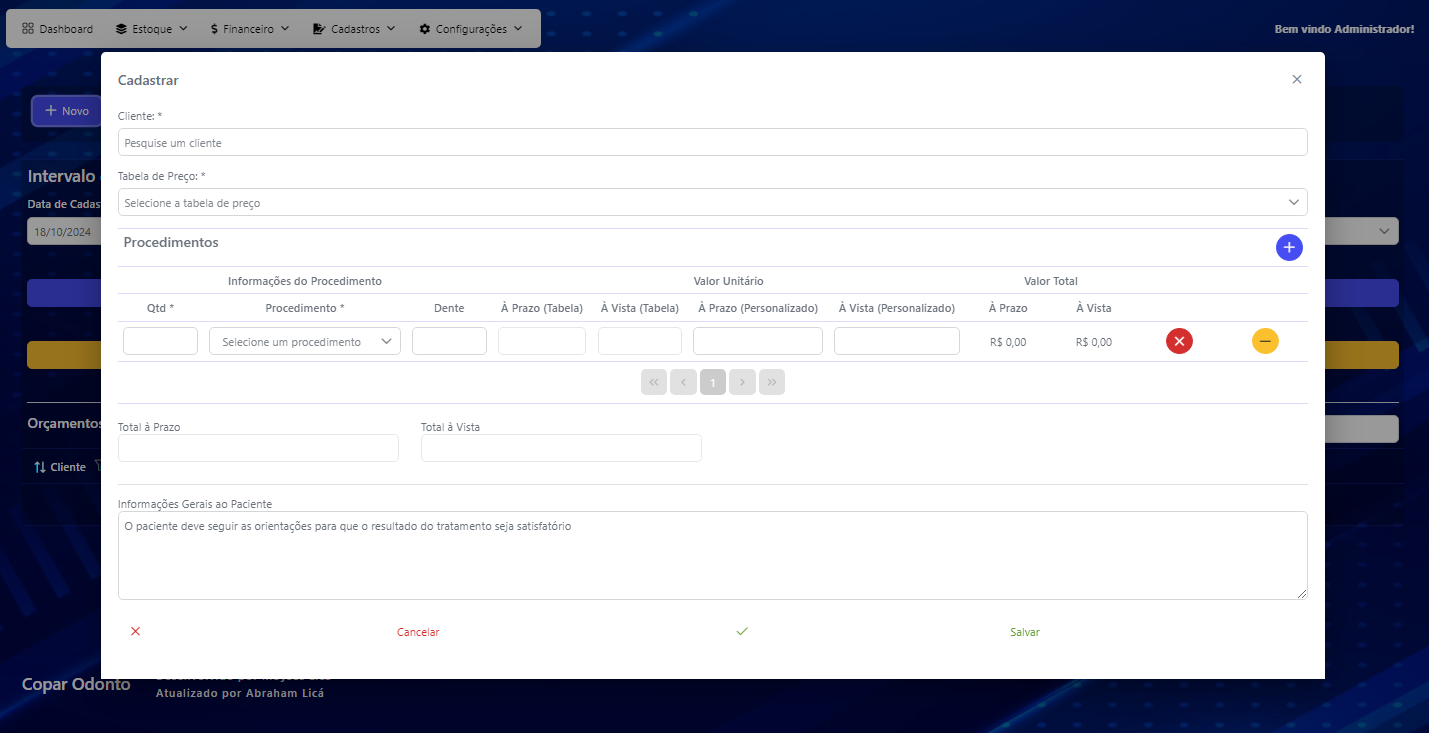 Dashboard Estoque Financeiro Cadastros Configurações Bem vindo Administrador!
Cadastrar
Novo
Cliente: *
Pesquise um cliente
Intervalo
Tabela de Preço: *
Data de Cadas
Selecione a tabela de preço
18/10/2024
Procedimentos
Informações do Procedimento Valor Unitário Valor Total
Qtd * Procedimento * Dente À Prazo (Tabela) À Vista (Tabela) À Prazo (Personalizado) À Vista (Personalizado) À Prazo À Vista
Selecione um procedimento R$ 0,00 R$ 0,00
1
Orçamentos
Total à Prazo Total à Vista
Cliente
Informações Gerais ao Paciente
O paciente deve seguir as orientações para que o resultado do tratamento seja satisfatório
Cancelar Salvar
Copar Odonto
Atualizado por Abraham Licá